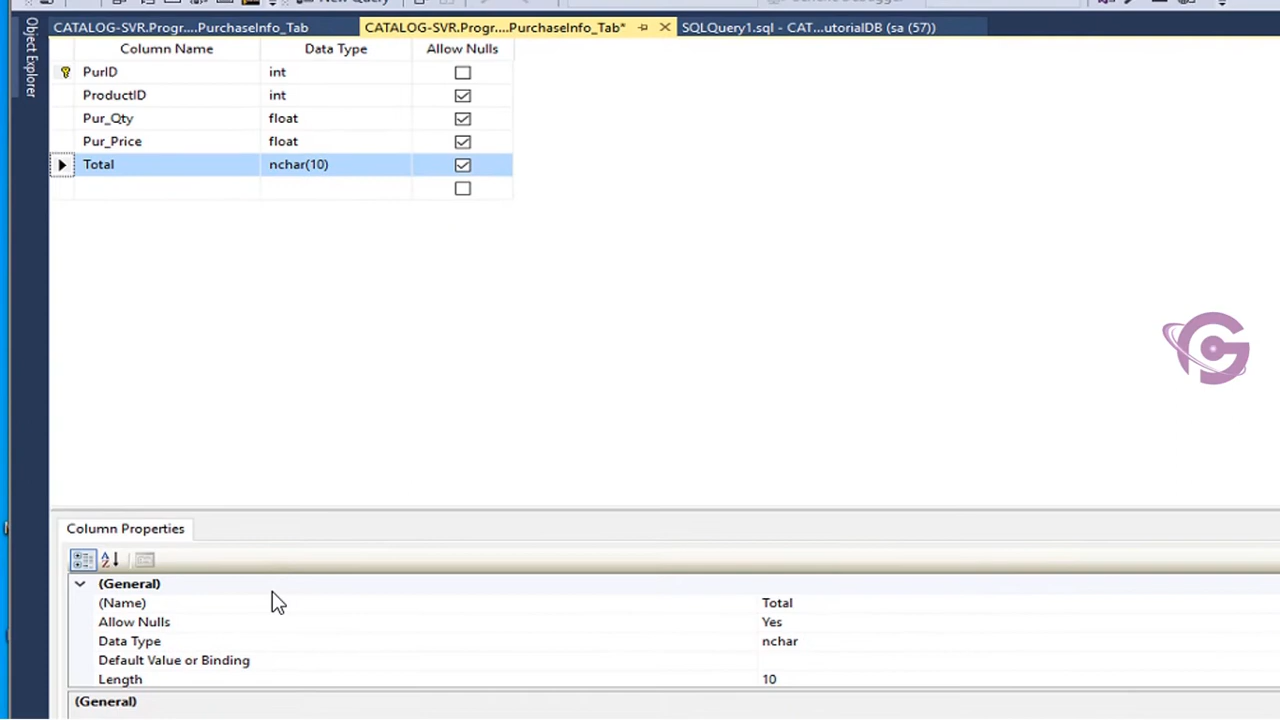 New Query
CATALOG-SVR.Progr....PurchaseInfo_Tab
CATALOG-SVR.Progr....PurchaseInfo_Tab*
SQLQuery1.sql - CAT...utorialDB (sa (57))
Object Explorer
Column Name Data Type Allow Nulls
PurID int
ProductID int
Pur_Qty float
Pur_Price float
Total nchar(10)
Column Properties
(General)
(Name) Total
Allow Nulls Yes
Data Type nchar
Default Value or Binding
Length 10
(General)